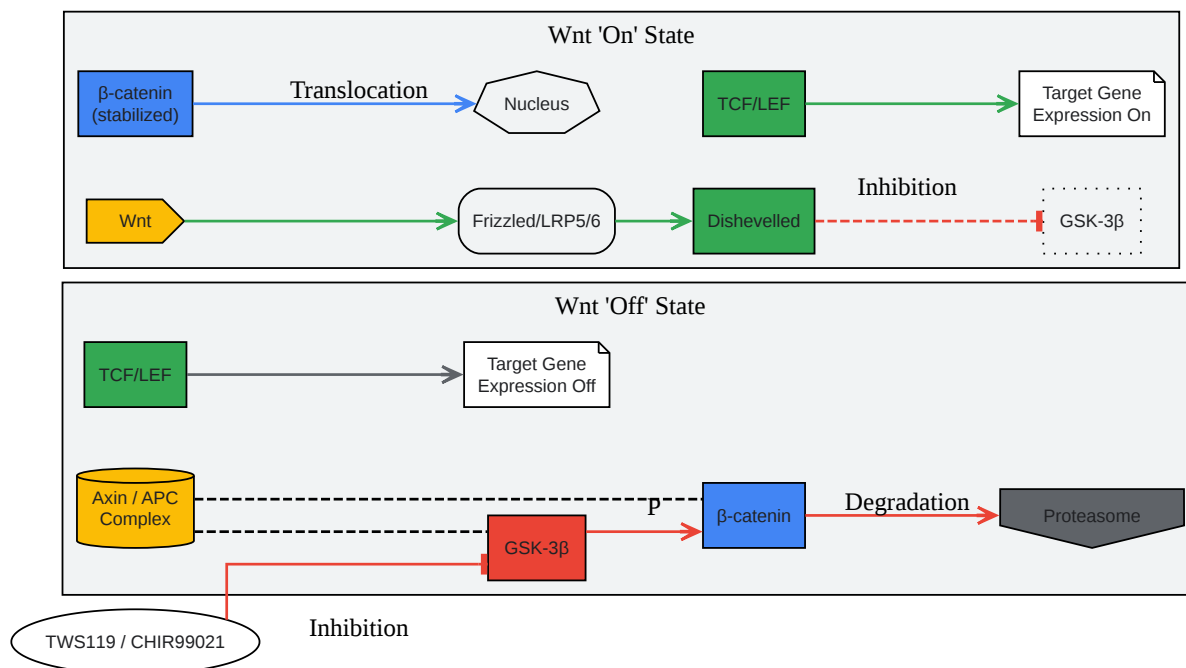 Wnt 'On' State
β-catenin
(stabilized)
Translocation
Nucleus
TCF/LEF
Target Gene
Expression On
Wnt
Frizzled/LRP5/6
Dishevelled
Inhibition
GSK-3β
Wnt 'Off' State
TCF/LEF
Target Gene
Expression Off
Axin / APC
Complex
GSK-3β
P
β-catenin
Degradation
Proteasome
TWS119 / CHIR99021
Inhibition